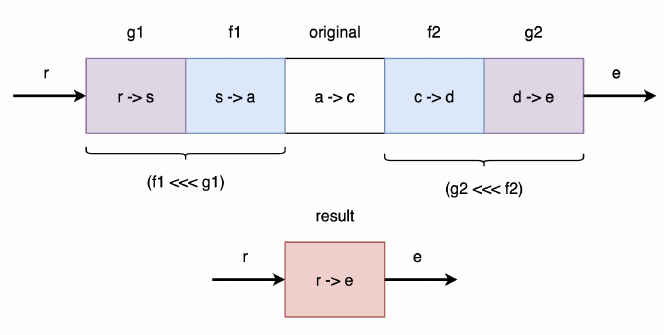 g1 f1 original f2 g2
r e
r -> s s -> a a -> c c -> d d -> e
(f1 <<< g1) (g2 <<< f2)
result
r e
r -> e